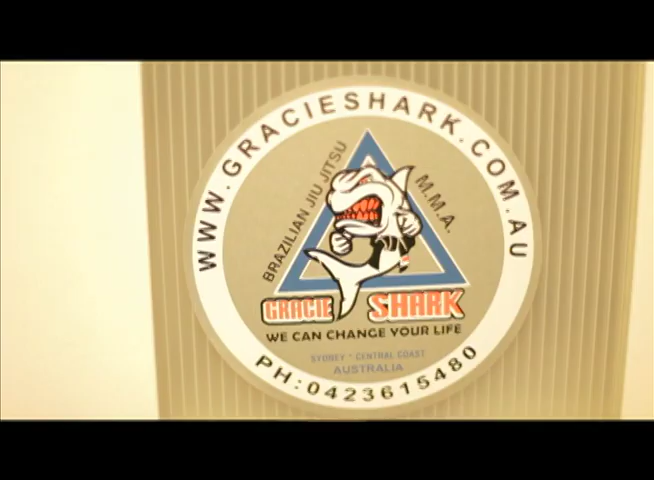 WWW.GRACIESHARK.COM.AU
BRAZILIAN JIU JITSU
M.M.A.
GRACIE SHARK
WE CAN CHANGE YOUR LIFE
SYDNEY * CENTRAL COAST
AUSTRALIA
PH:0423615480